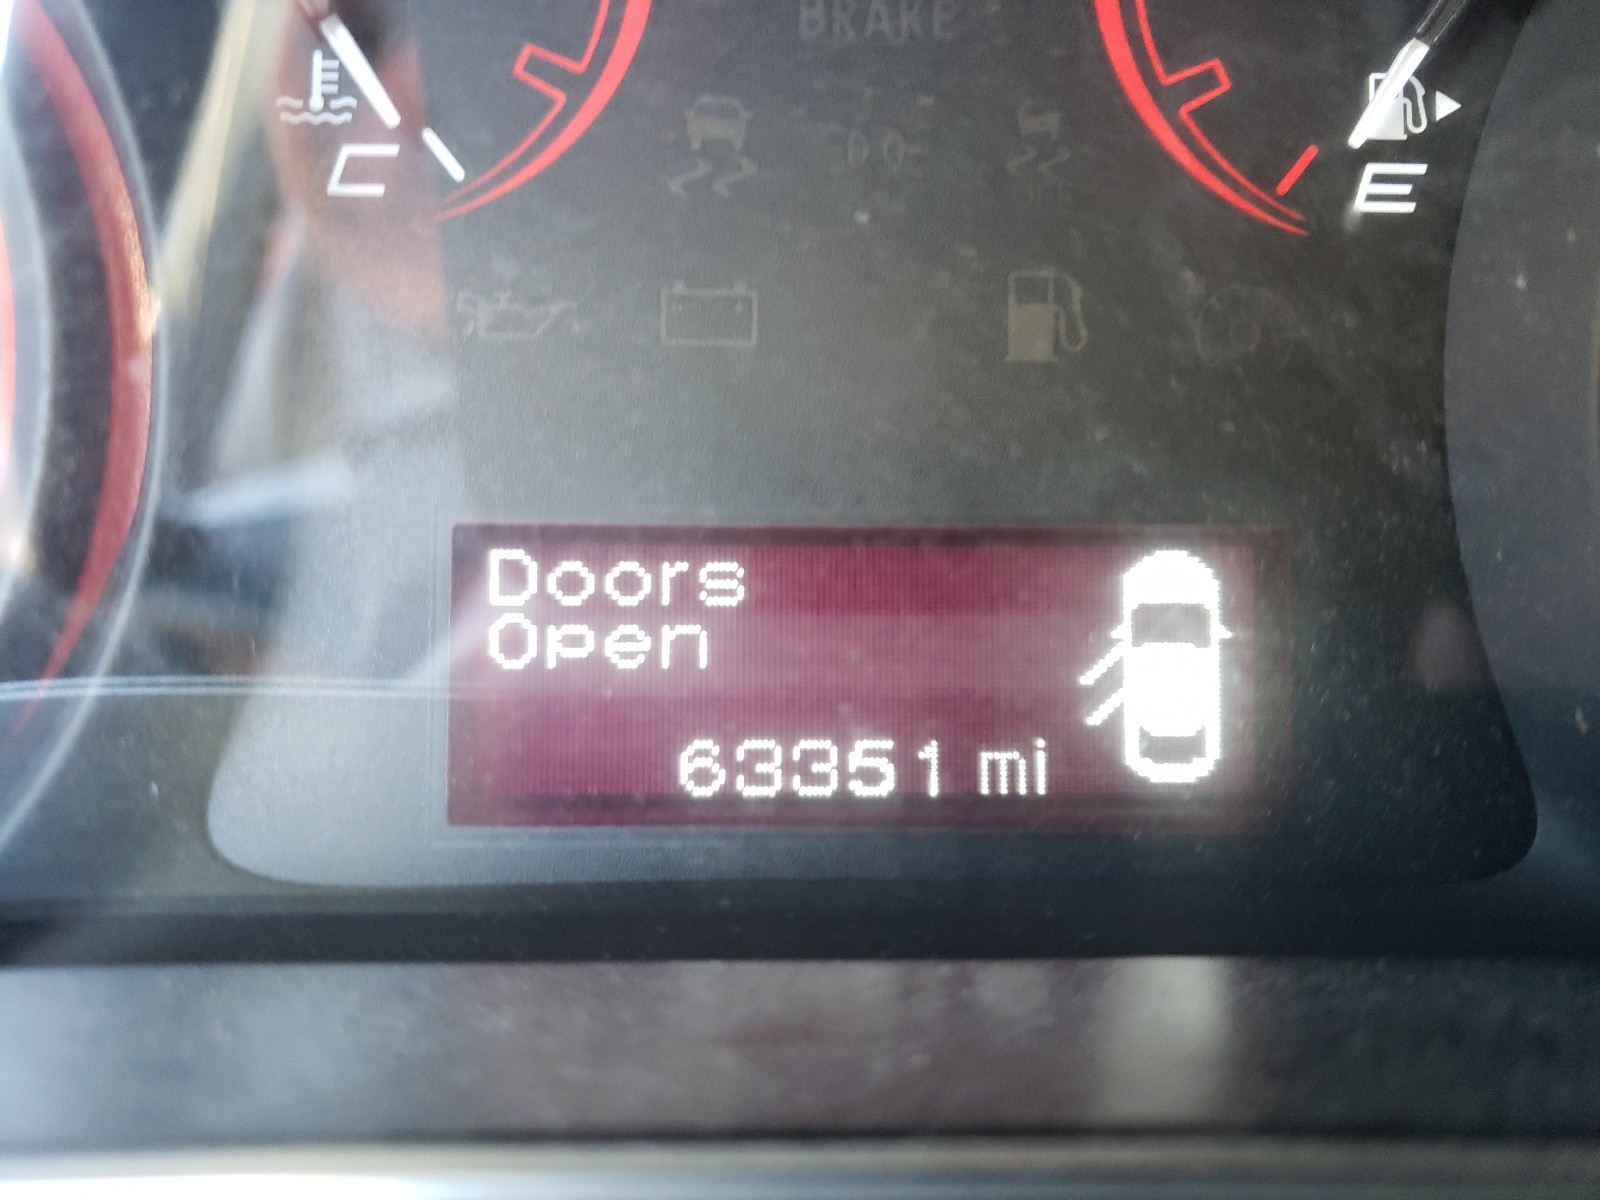 BRAKE
C
E
Doors
Open
63351 mi